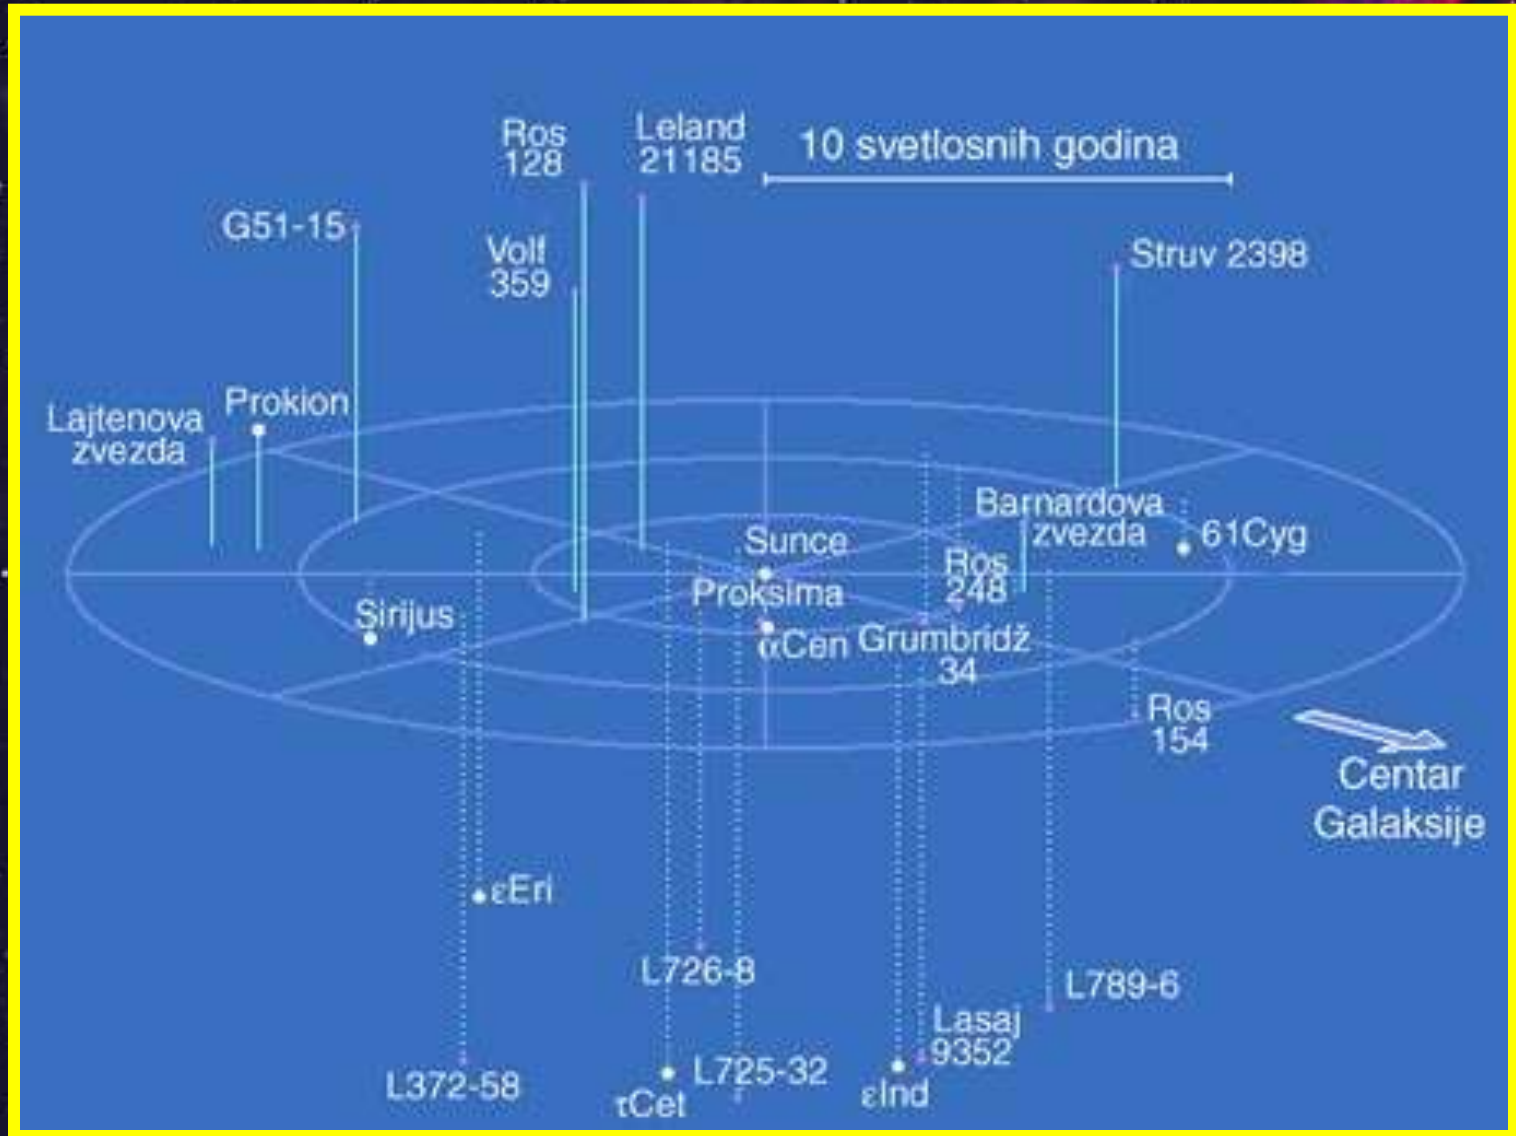 Ros
128
Leland
21185
10 svetlosnih godina
G51-15
Volf
359
Struv 2398
Lajtenova
zvezda
Prokion
Barnardova
zvezda
61Cyg
Sunce
Proksima
αCen
Ros
248
Sirijus
Grumbridž
34
Ros
154
Centar
Galaksije
εEri
L726-8
L789-6
Lasaj
9352
L372-58
τCet
L725-32
εInd